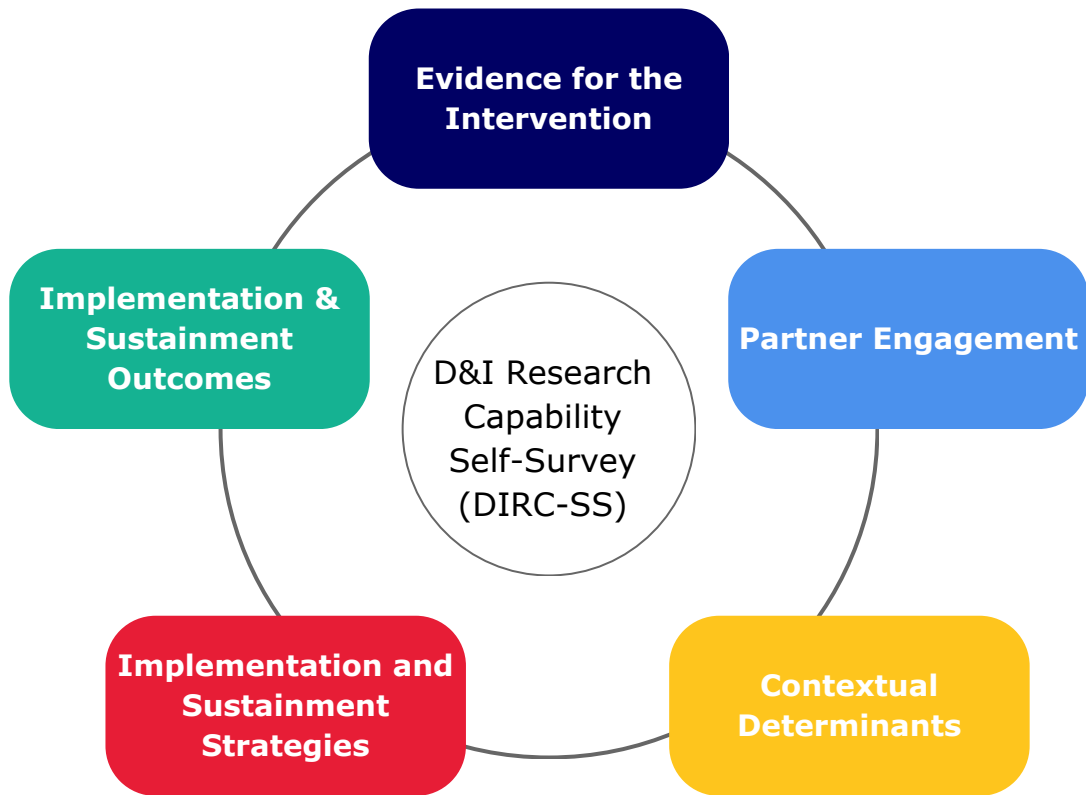 Evidence for the
Intervention
Implementation &
Sustainment
Outcomes
Partner Engagement
D&I Research
Capability
Self-Survey
(DIRC-SS)
Implementation and
Sustainment
Strategies
Contextual
Determinants